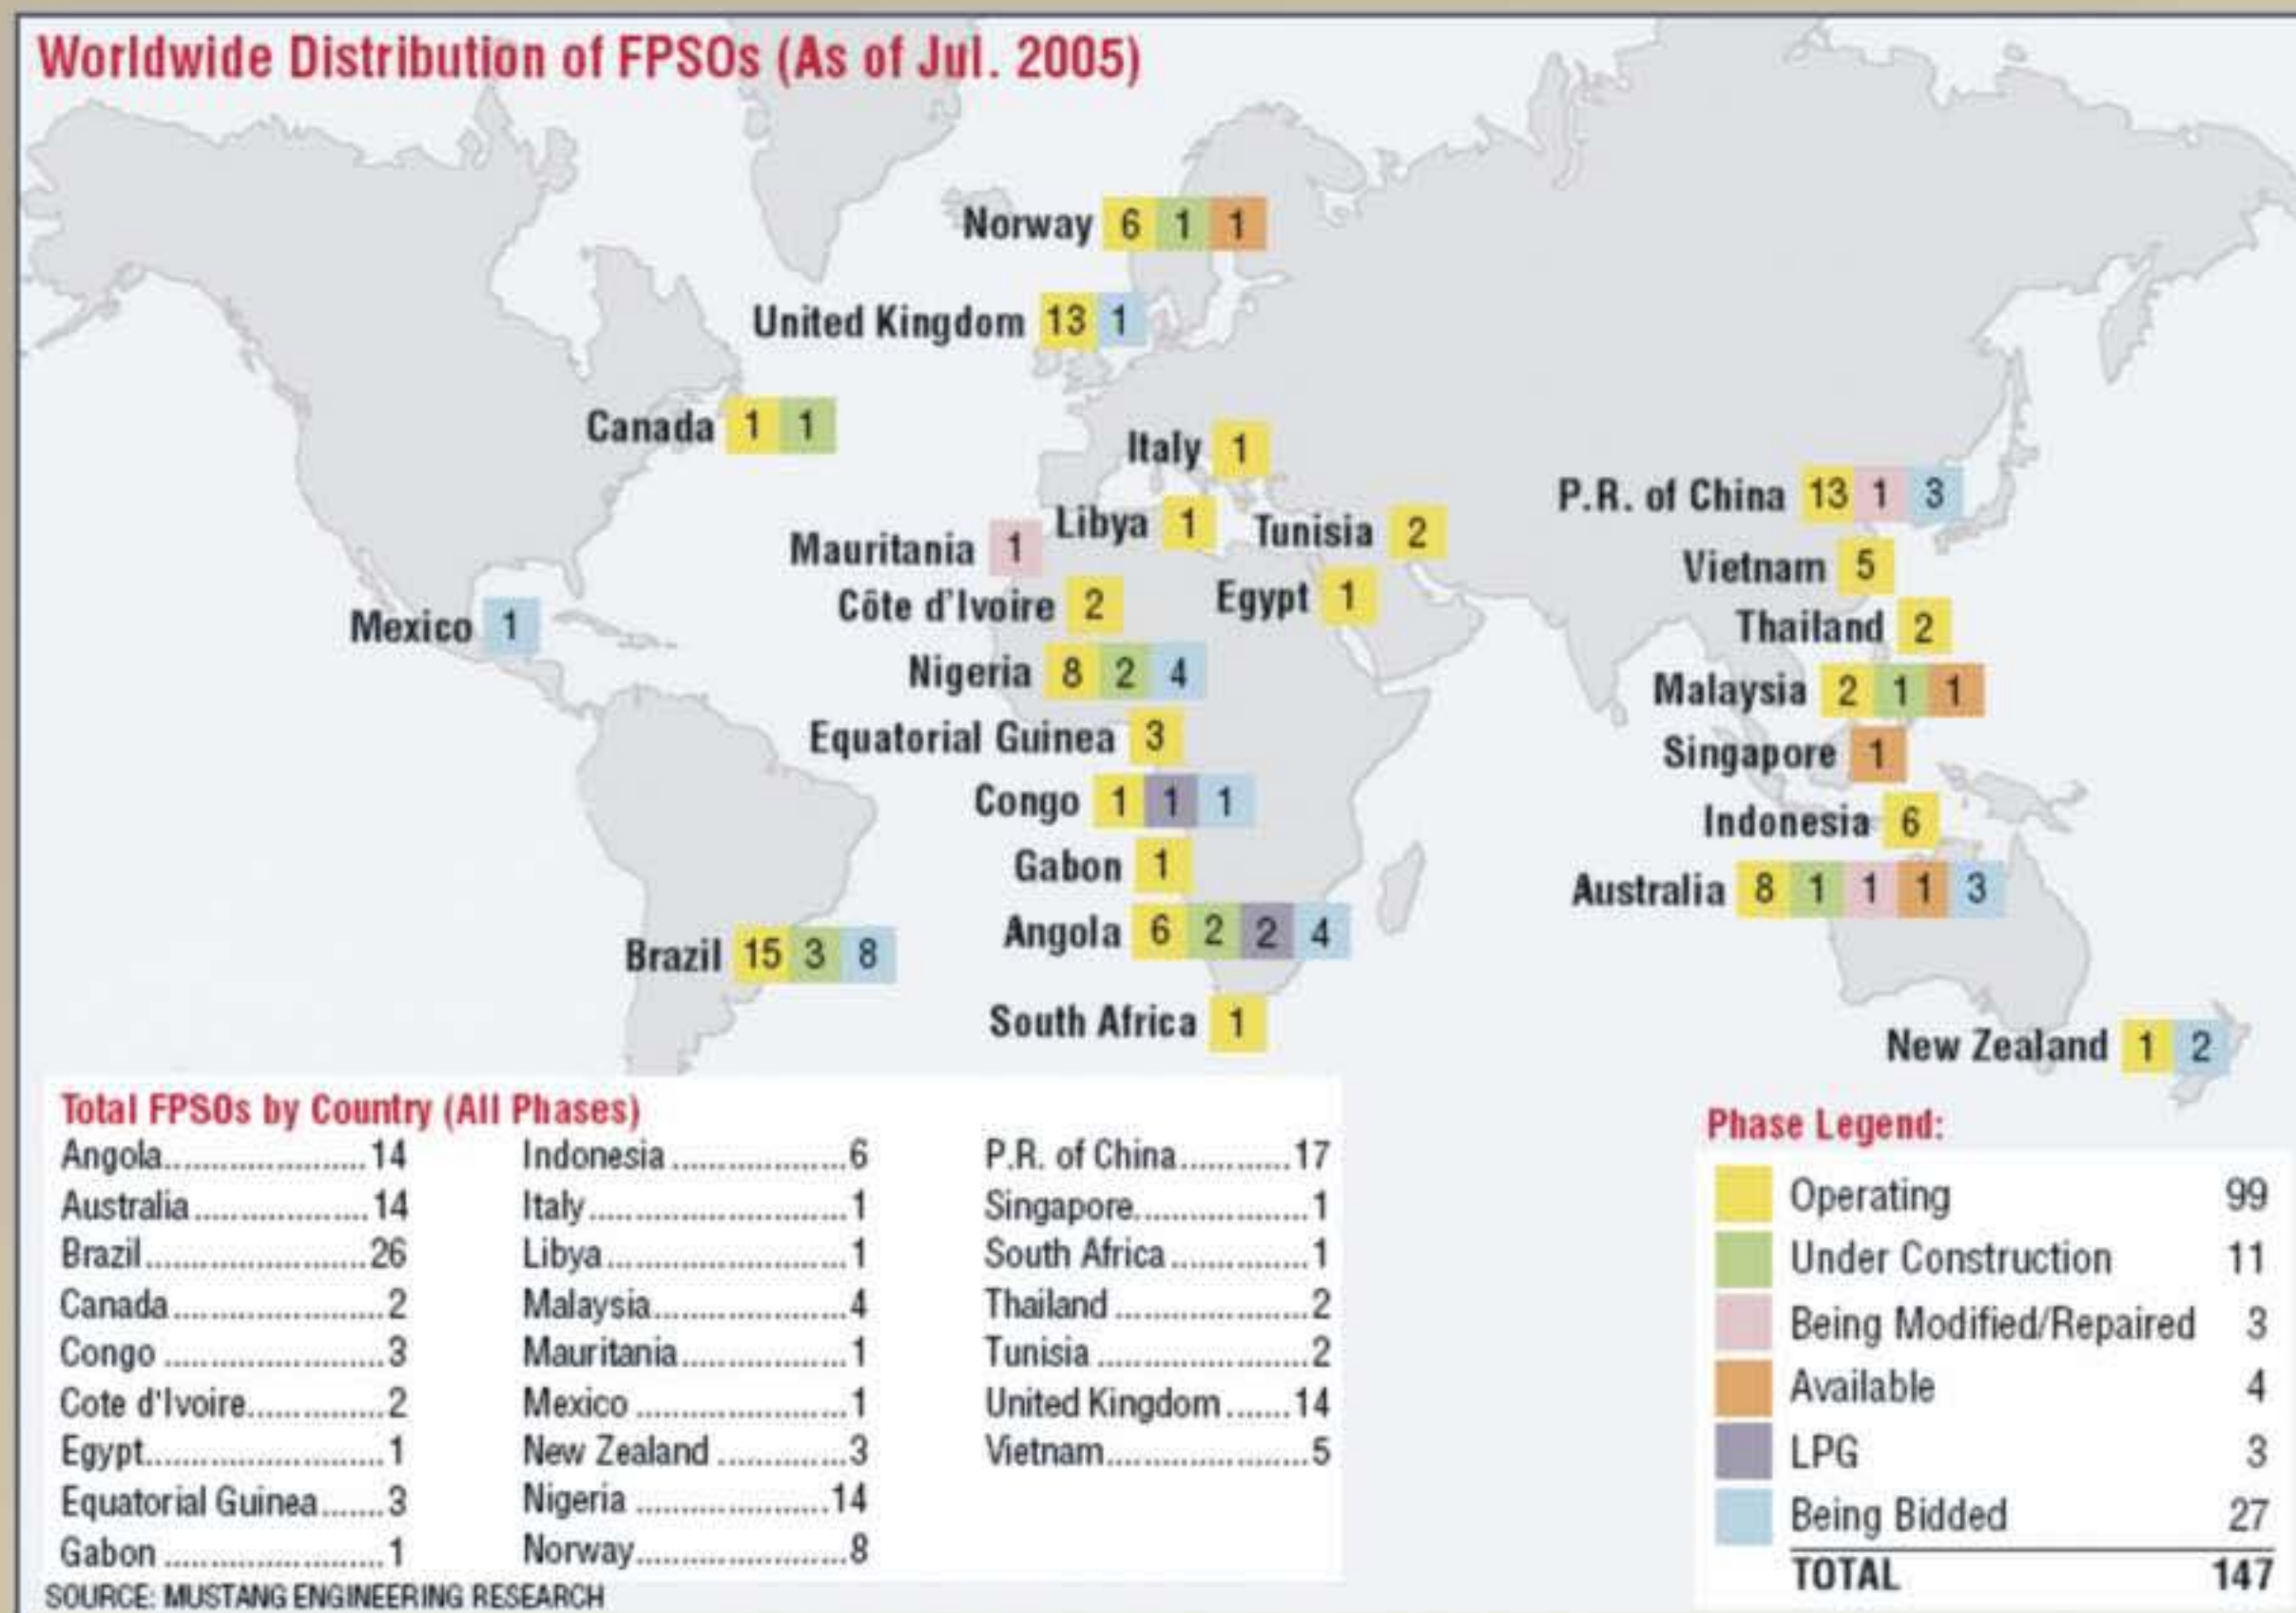 Worldwide Distribution of FPSOs (As of Jul. 2005)
Norway 6 1 1
United Kingdom 13 1
Canada 1 1
Italy 1
P.R. of China 13 1 3
Libya 1
Tunisia 2
Mauritania 1
Vietnam 5
Côte d'Ivoire 2
Egypt 1
Mexico 1
Thailand 2
Nigeria 8 2 4
Malaysia 2 1 1
Equatorial Guinea 3
Singapore 1
Congo 1 1 1
Indonesia 6
Gabon 1
Australia 8 1 1 1 3
Angola 6 2 2 4
Brazil 15 3 8
South Africa 1
New Zealand 1 2
Total FPSOs by Country (All Phases)
Angola 14
Australia 14
Brazil 26
Canada 2
Congo 3
Cote d'Ivoire 2
Egypt 1
Equatorial Guinea 3
Gabon 1
Indonesia 6
Italy 1
Libya 1
Malaysia 4
Mauritania 1
Mexico 1
New Zealand 3
Nigeria 14
Norway 8
P.R. of China 17
Singapore 1
South Africa 1
Thailand 2
Tunisia 2
United Kingdom 14
Vietnam 5
SOURCE: MUSTANG ENGINEERING RESEARCH
Phase Legend:
Operating 99
Under Construction 11
Being Modified/Repaired 3
Available 4
LPG 3
Being Bidded 27
TOTAL 147